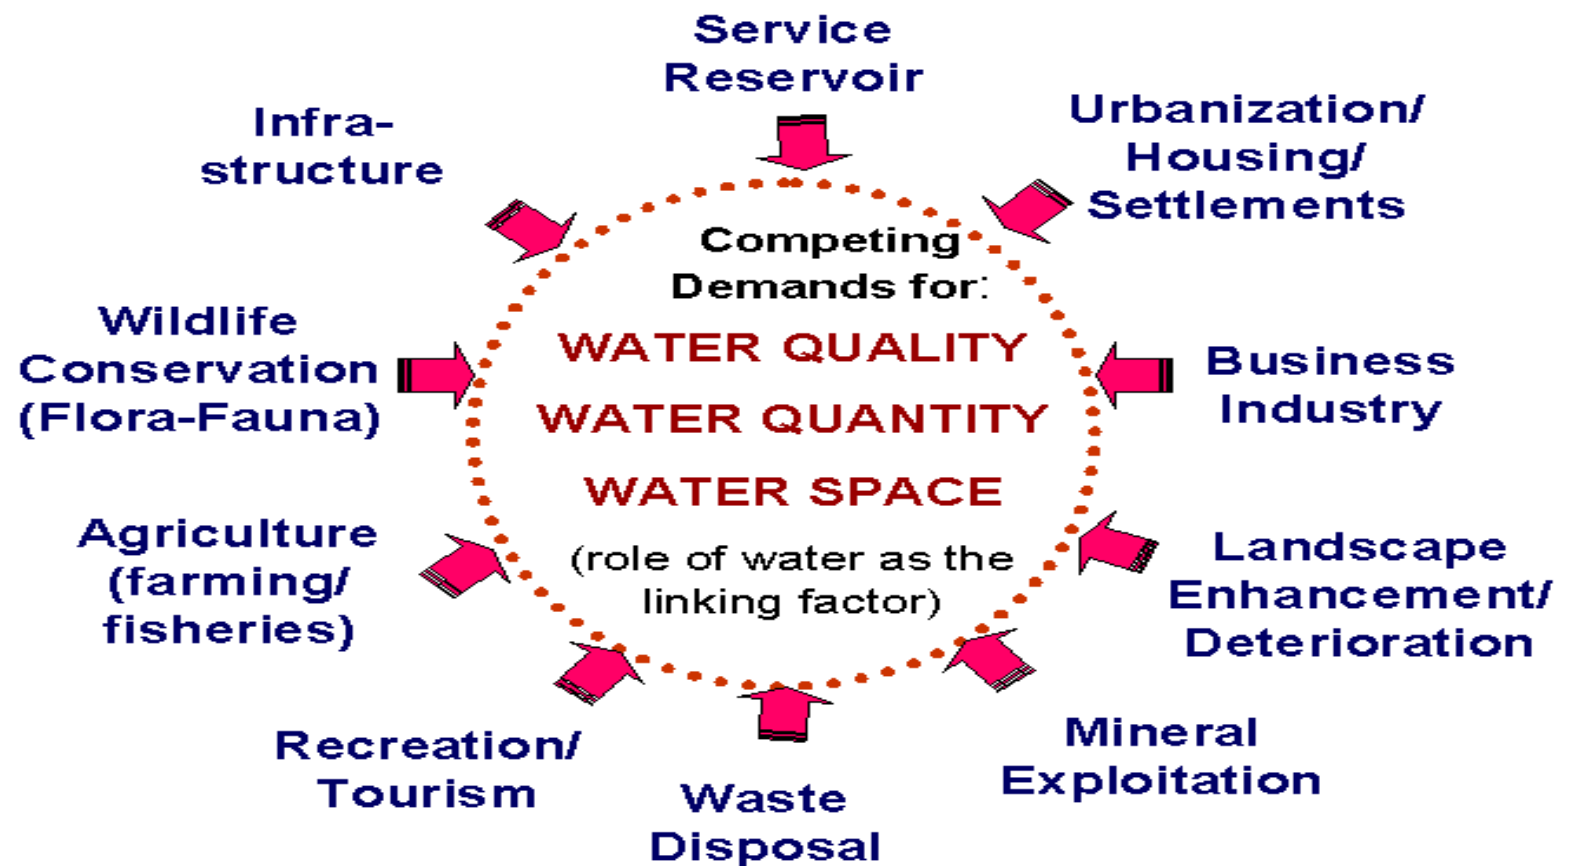 Service
Reservoir
Urbanization/
Housing/
Settlements
Business
Industry
Landscape
Enhancement/
Deterioration
Mineral
Exploitation
Waste
Disposal
Recreation/
Tourism
Agriculture
(farming/
fisheries)
Wildlife
Conservation
(Flora-Fauna)
Infra-
structure
Competing
Demands for:
WATER QUALITY
WATER QUANTITY
WATER SPACE
(role of water as the
linking factor)